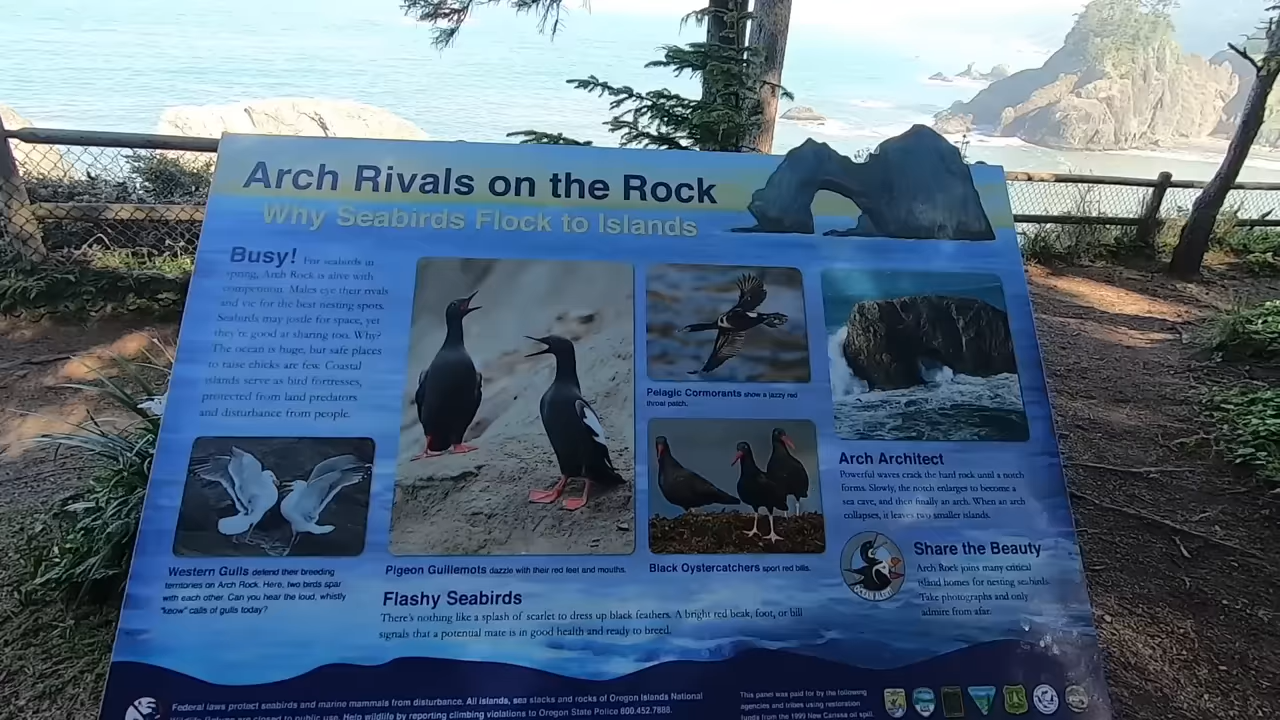 Arch Rivals on the Rock
Why Seabirds Flock to Islands
Busy! For seabirds in
spring, Arch Rock is alive with
competition. Males eye their rivals
and vie for the best nesting spots.
Seabirds may jostle for space, yet
they're good at sharing too. Why?
The ocean is huge, but safe places
to raise chicks are few. Coastal
islands serve as bird fortresses,
protected from land predators
and disturbance from people.
Western Gulls defend their breeding
territories on Arch Rock. Here, two birds spar
with each other. Can you hear the loud, whistly
"keow" calls of gulls today?
Pigeon Guillemots dazzle with their red feet and mouths.
Flashy Seabirds
There's nothing like a splash of scarlet to dress up black feathers. A bright red beak, foot, or bill
signals that a potential mate is in good health and ready to breed.
Pelagic Cormorants show a jazzy red
throat patch.
Black Oystercatchers sport red bills.
Arch Architect
Powerful waves crack the hard rock until a notch
forms. Slowly, the notch enlarges to become a
sea cave, and then finally an arch. When an arch
collapses, it leaves two smaller islands.
Share the Beauty
Arch Rock joins many critical
island homes for nesting seabirds.
Take photographs and only
admire from afar.
Federal laws protect seabirds and marine mammals from disturbance. All islands, sea stacks and rocks of Oregon Islands National
Wildlife Refuge are closed to public use. Help wildlife by reporting climbing violations to Oregon State Police 800.452.7888.
This panel was paid for by the following
agencies and tribes using restoration
funds from the 1999 New Carissa oil spill.